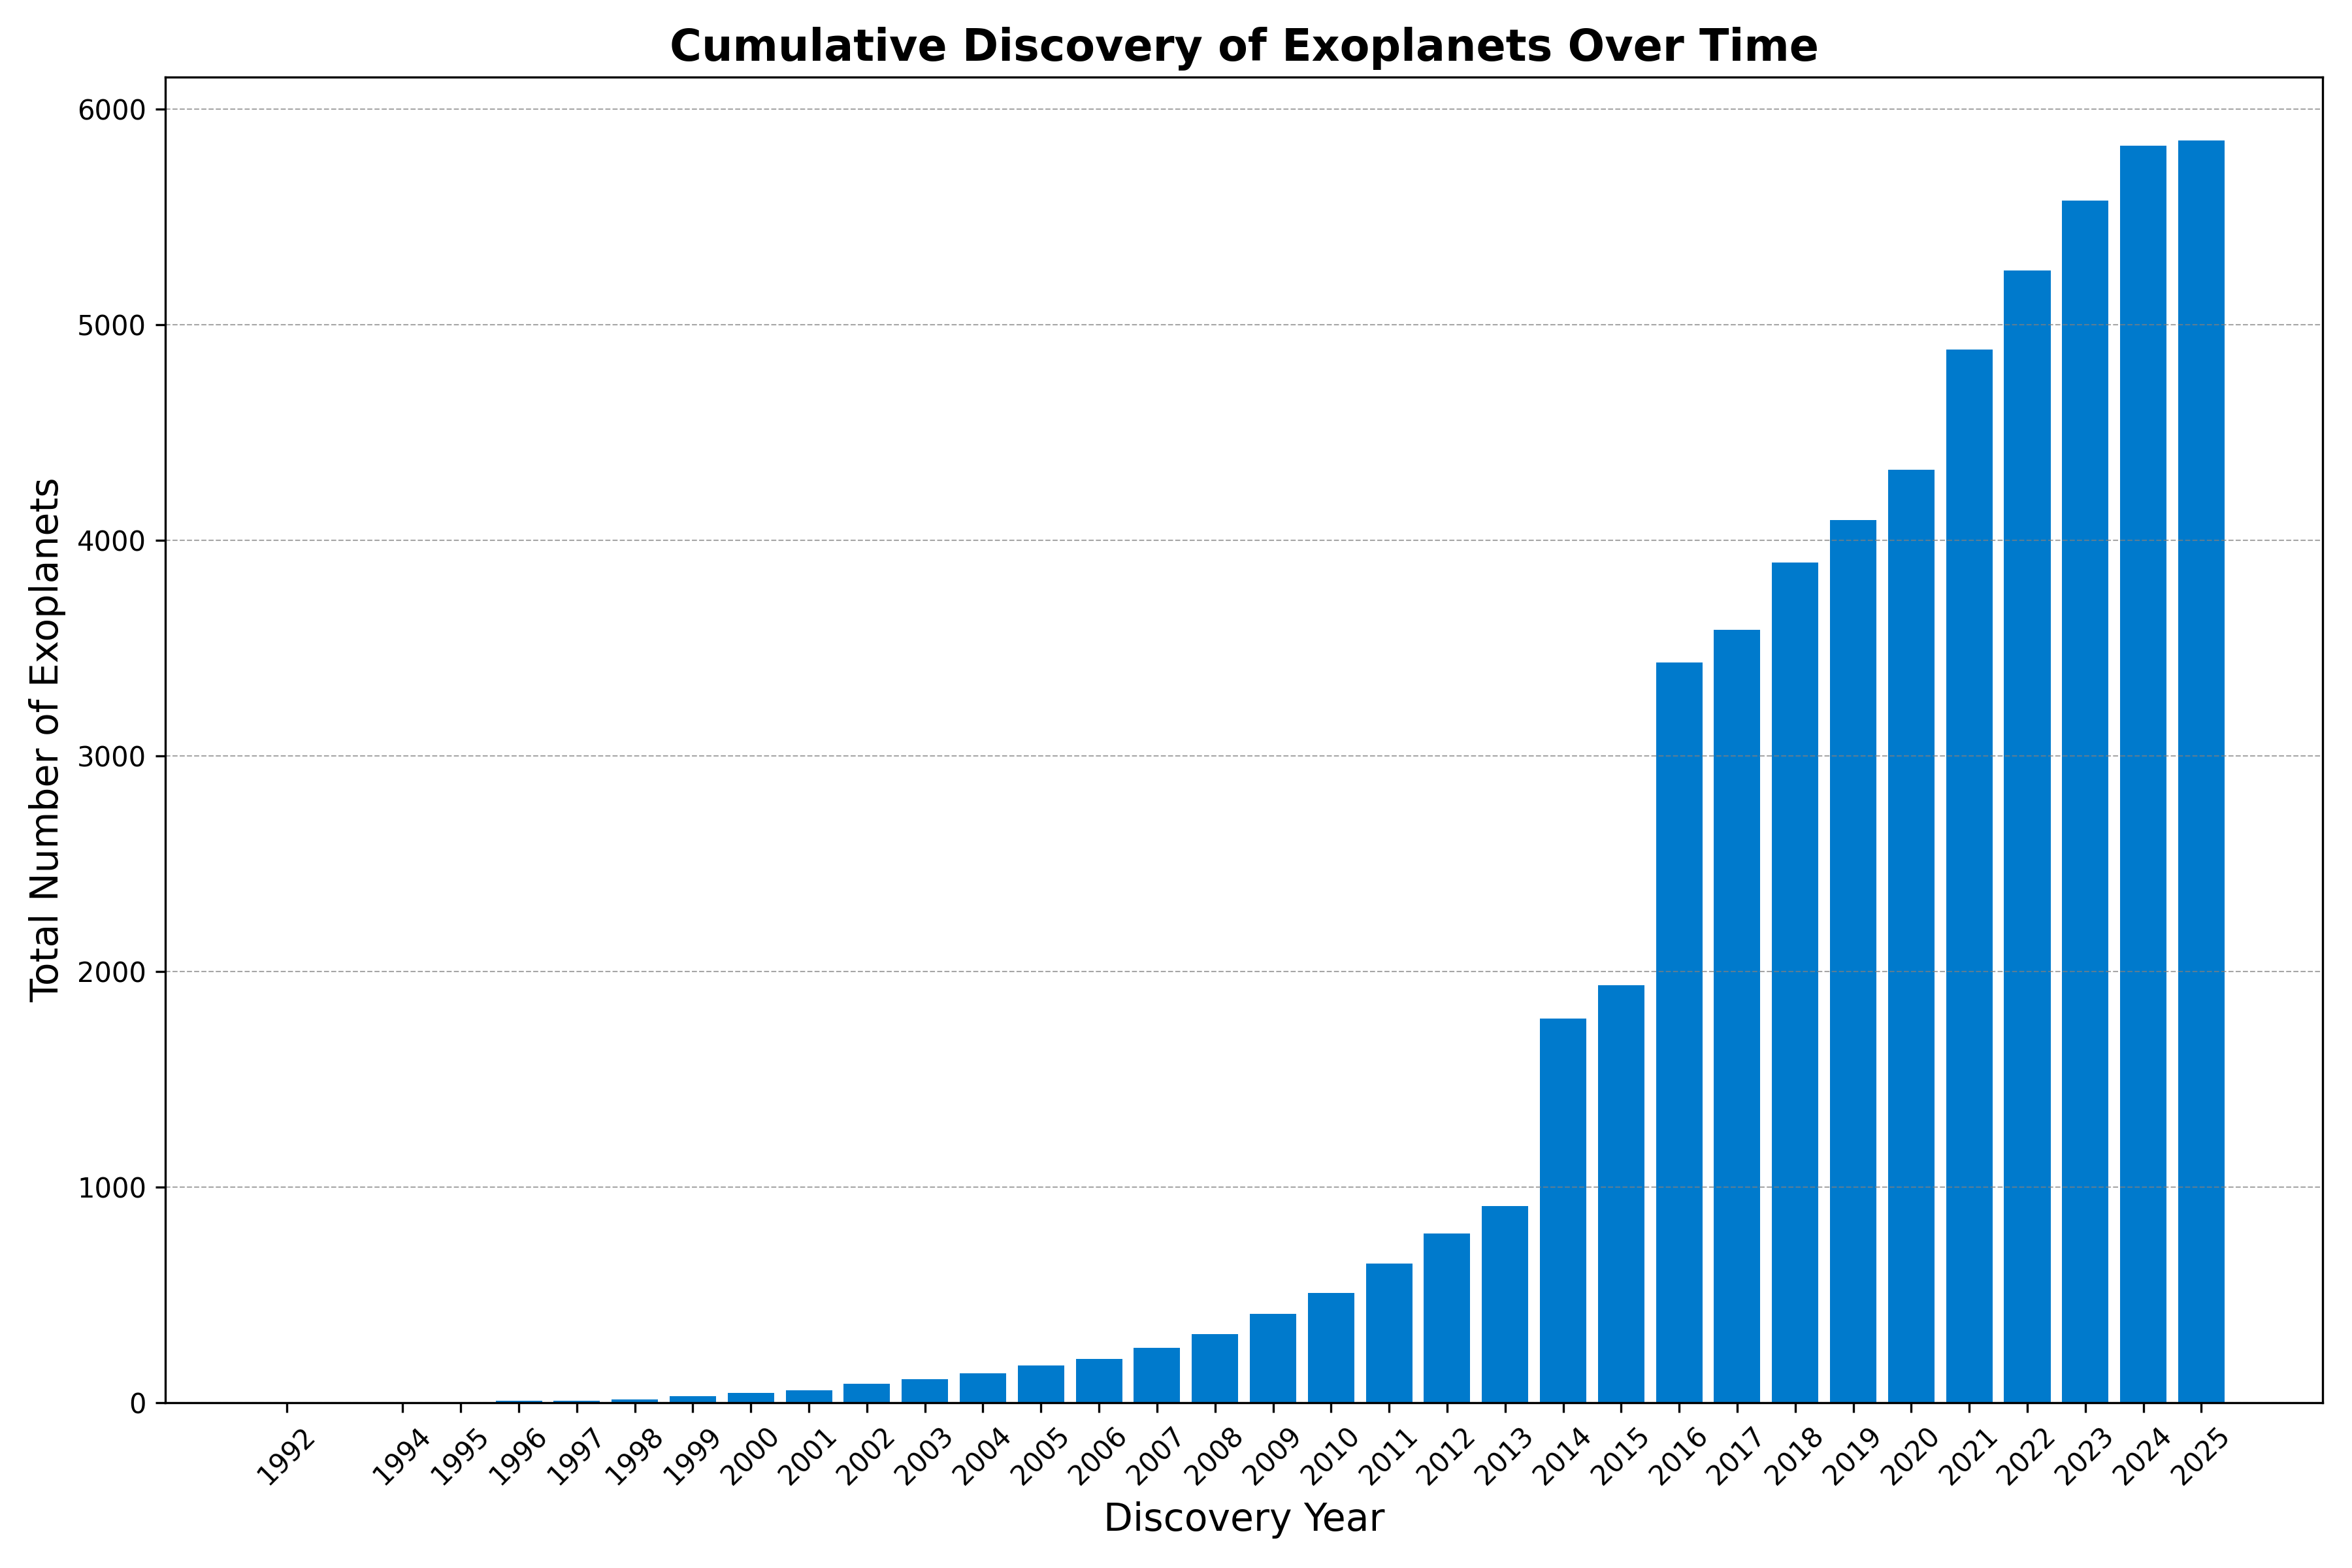 Cumulative Discovery of Exoplanets Over Time
Total Number of Exoplanets
6000
5000
4000
3000
2000
1000
0
1992 1994 1995 1996 1997 1998 1999 2000 2001 2002 2003 2004 2005 2006 2007 2008 2009 2010 2011 2012 2013 2014 2015 2016 2017 2018 2019 2020 2021 2022 2023 2024 2025
Discovery Year